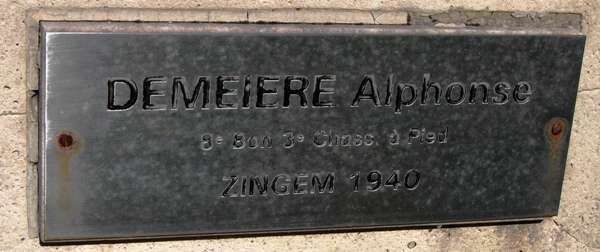 DEMEIERE Alphonse
8e Bon 3e Chass. à Pied
ZINGEM 1940